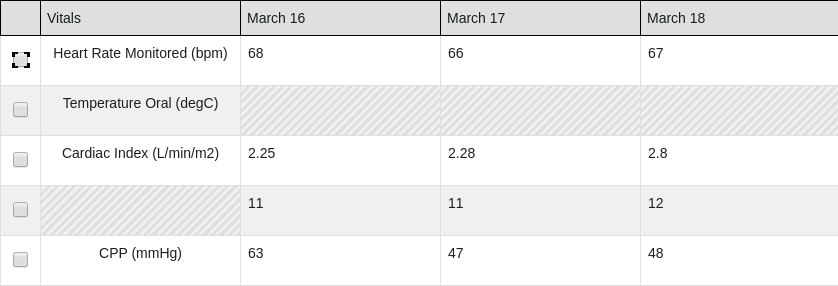 Vitals March 16 March 17 March 18
Heart Rate Monitored (bpm) 68 66 67
Temperature Oral (degC)
Cardiac Index (L/min/m2) 2.25 2.28 2.8
11 11 12
CPP (mmHg) 63 47 48